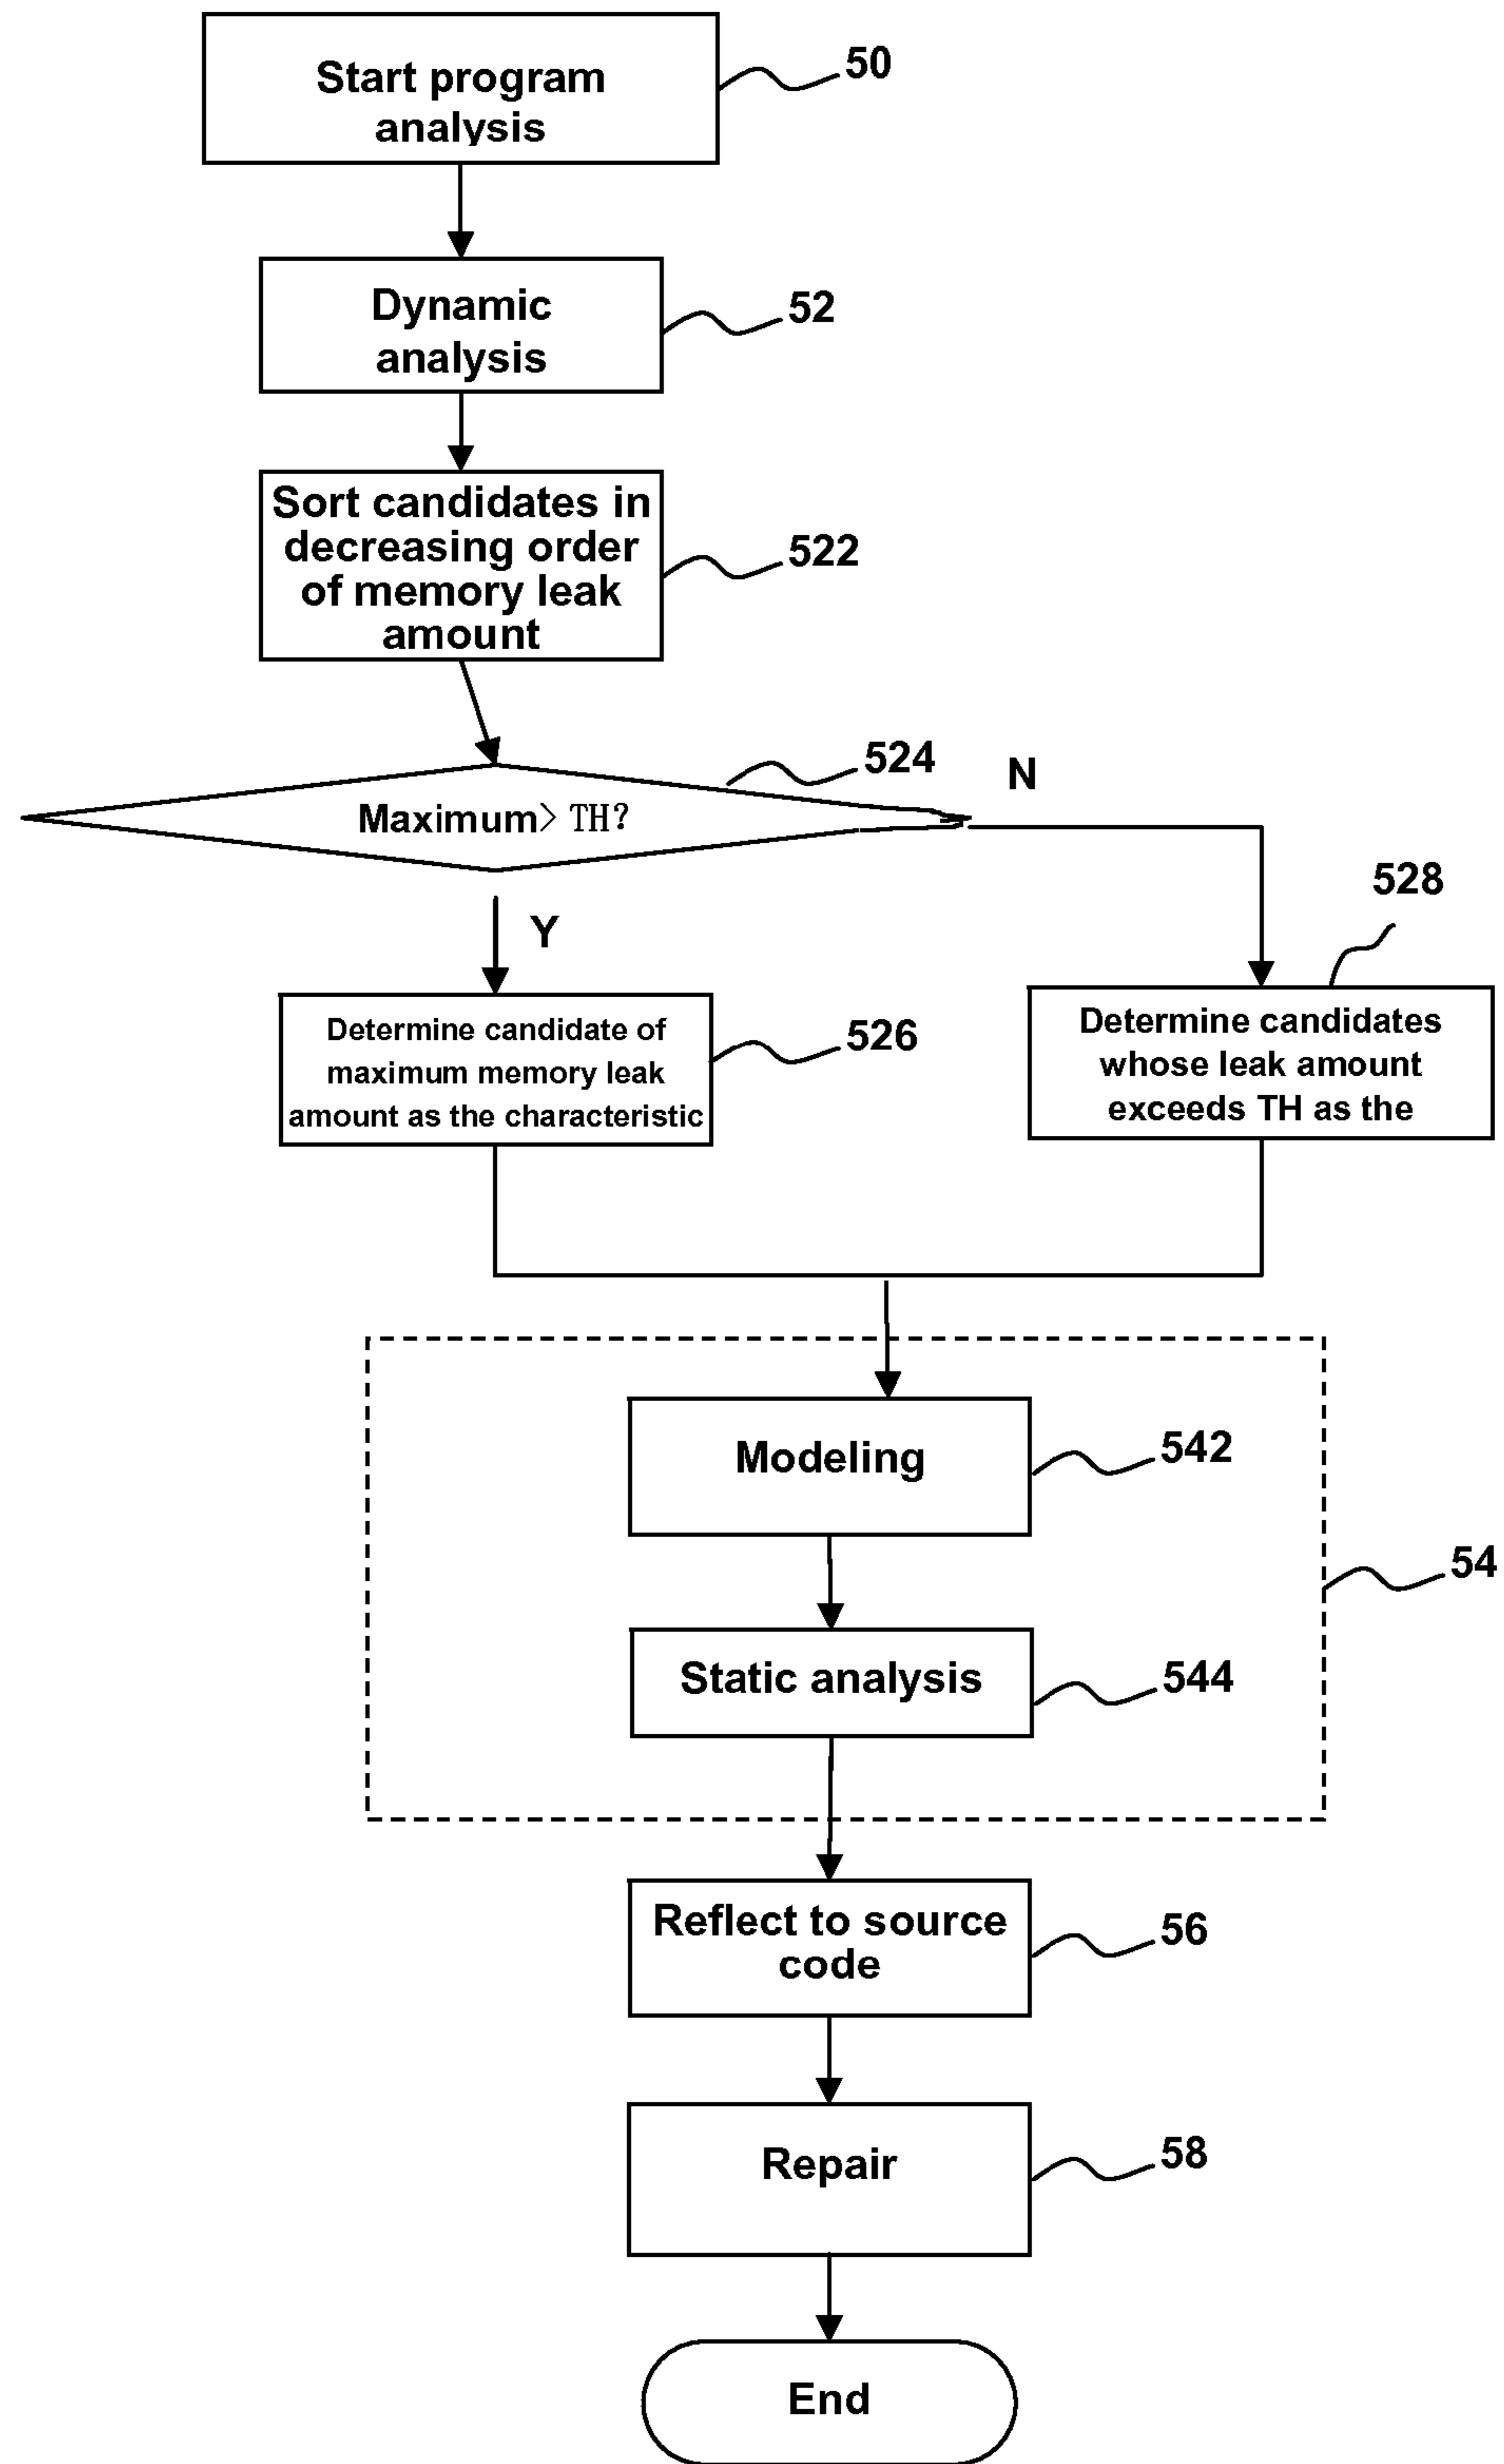 Start program
analysis
50
Dynamic
analysis
52
Sort candidates in
decreasing order
of memory leak
amount
522
524
N
Maximum> TH?
528
Y
Determine candidate of
maximum memory leak
amount as the characteristic
526
Determine candidates
whose leak amount
exceeds TH as the
Modeling
542
54
Static analysis
544
Reflect to source
code
56
Repair
58
End